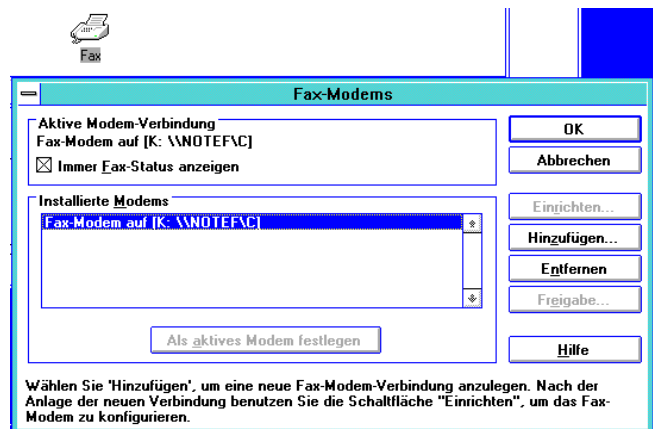 Fax
Fax-Modems
Aktive Modem-Verbindung
Fax-Modem auf [K: \\NOTEF\C]
Immer Fax-Status anzeigen
Installierte Modems
Fax-Modem auf [K: \\NOTEF\C]
Als aktives Modem festlegen
OK
Abbrechen
Einrichten...
Hinzufügen...
Entfernen
Freigabe...
Hilfe
Wählen Sie 'Hinzufügen', um eine neue Fax-Modem-Verbindung anzulegen. Nach der
Anlage der neuen Verbindung benutzen Sie die Schaltfläche "Einrichten", um das Fax-
Modem zu konfigurieren.